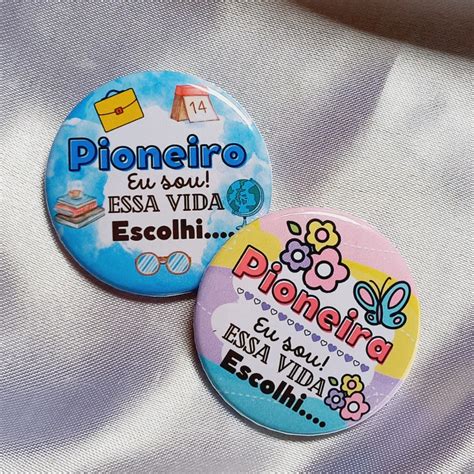 14
Pioneiro
Eu sou!
ESSA VIDA
Escolhi....
Pioneira
Eu sou!
ESSA VIDA
Escolhi....